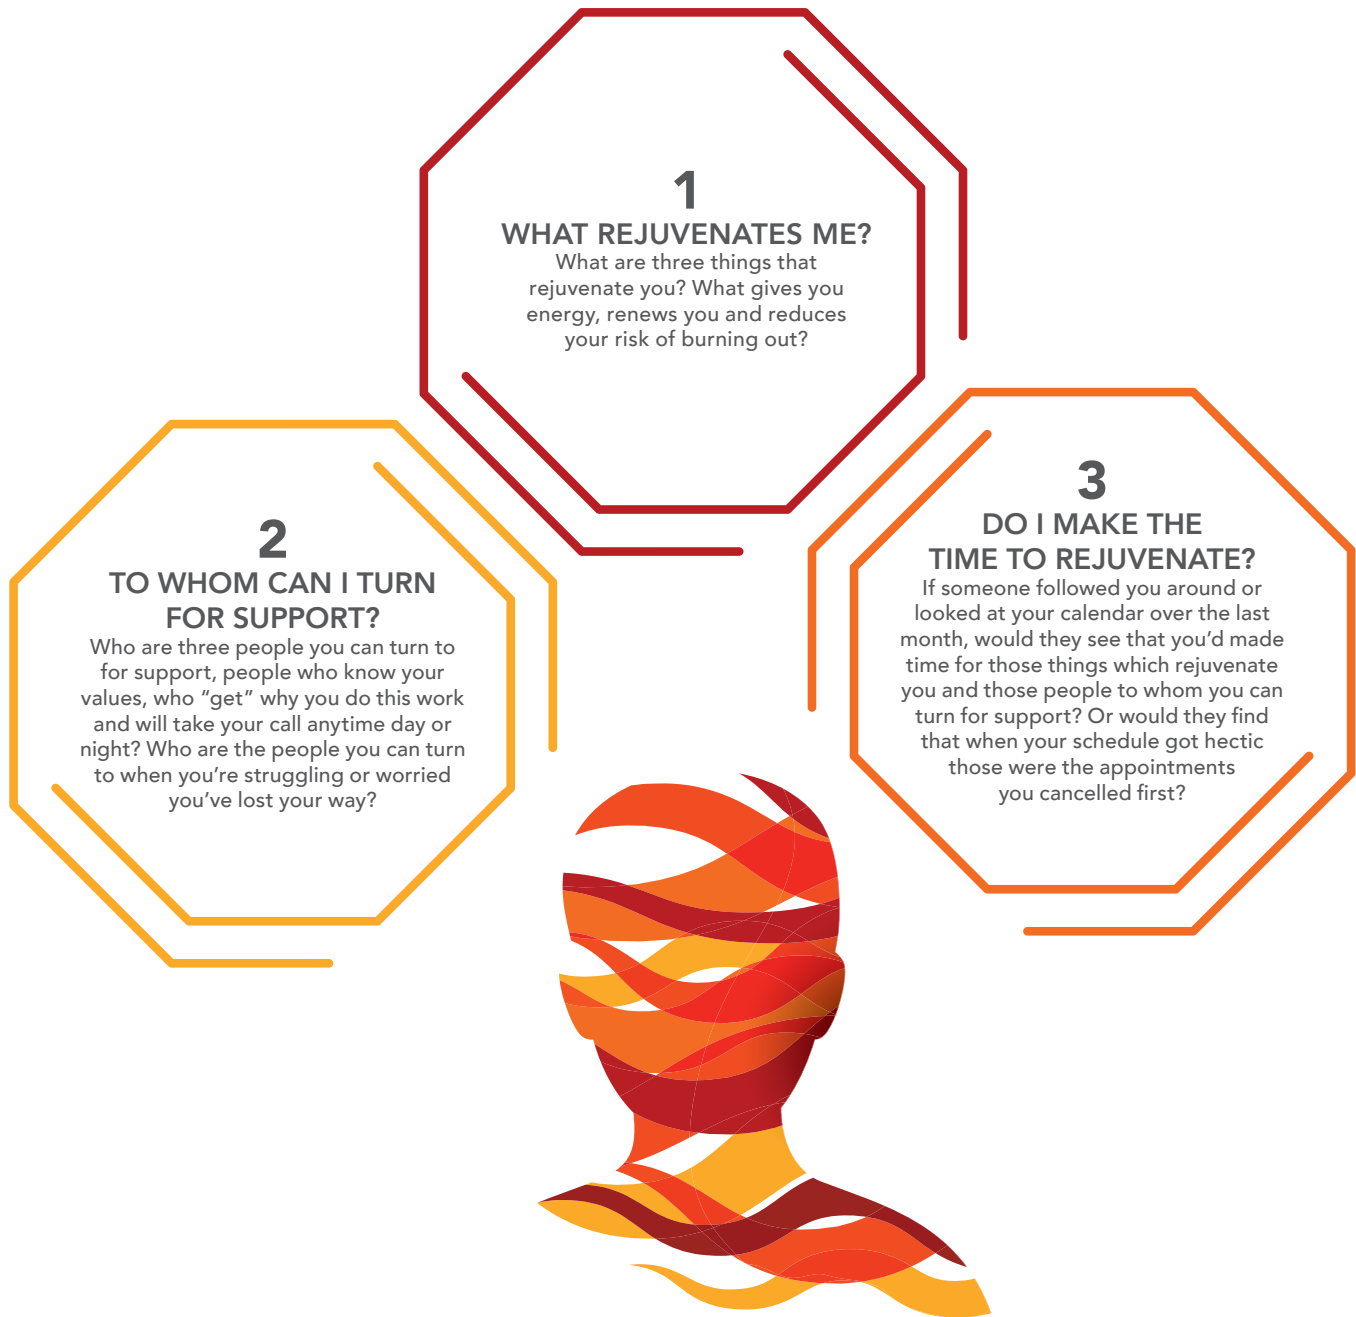 1
WHAT REJUVENATES ME?
What are three things that
rejuvenate you? What gives you
energy, renews you and reduces
your risk of burning out?
2
TO WHOM CAN I TURN
FOR SUPPORT?
Who are three people you can turn to
for support, people who know your
values, who “get” why you do this work
and will take your call anytime day or
night? Who are the people you can turn
to when you’re struggling or worried
you’ve lost your way?
3
DO I MAKE THE
TIME TO REJUVENATE?
If someone followed you around or
looked at your calendar over the last
month, would they see that you’d made
time for those things which rejuvenate
you and those people to whom you can
turn for support? Or would they find
that when your schedule got hectic
those were the appointments
you cancelled first?